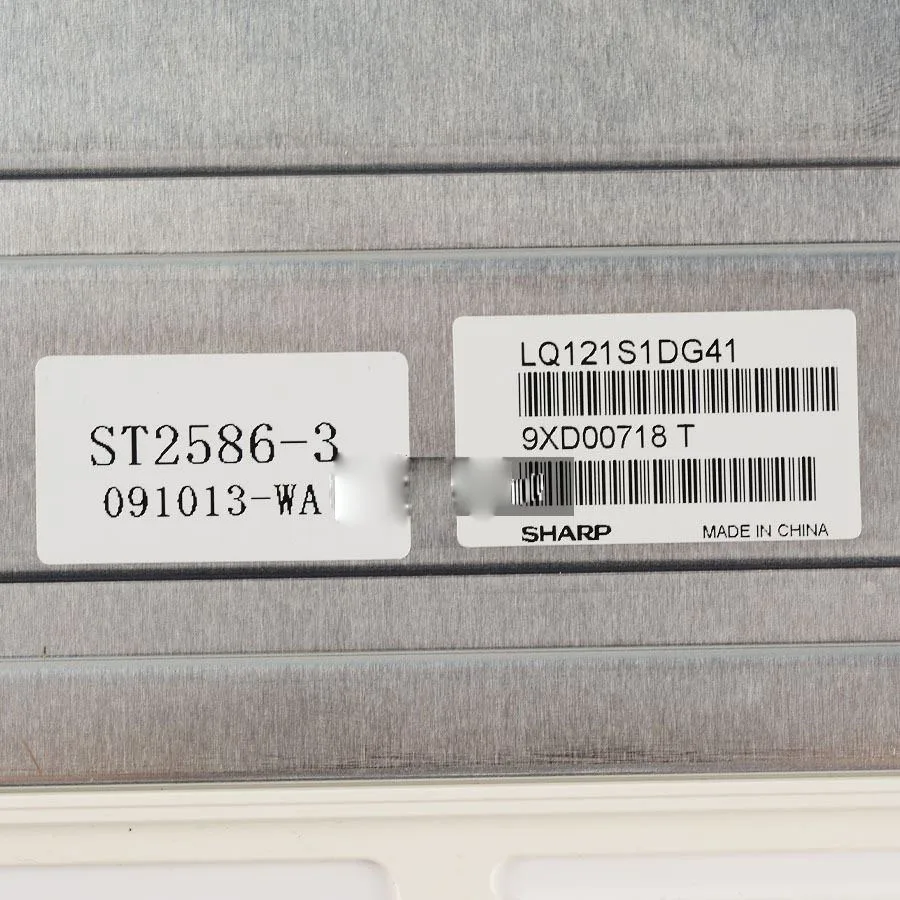 ST2586-3
091013-WA
LQ121S1DG41
9XD00718 T
SHARP MADE IN CHINA